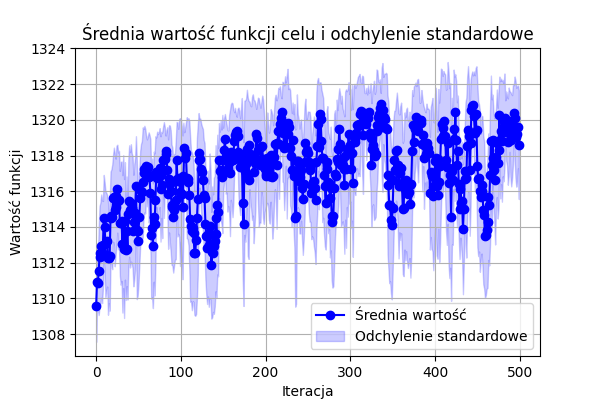 Średnia wartość funkcji celu i odchylenie standardowe
1324
1322
1320
1318
1316
1314
1312
1310
1308
Wartość funkcji
Średnia wartość
Odchylenie standardowe
0 100 200 300 400 500
Iteracja